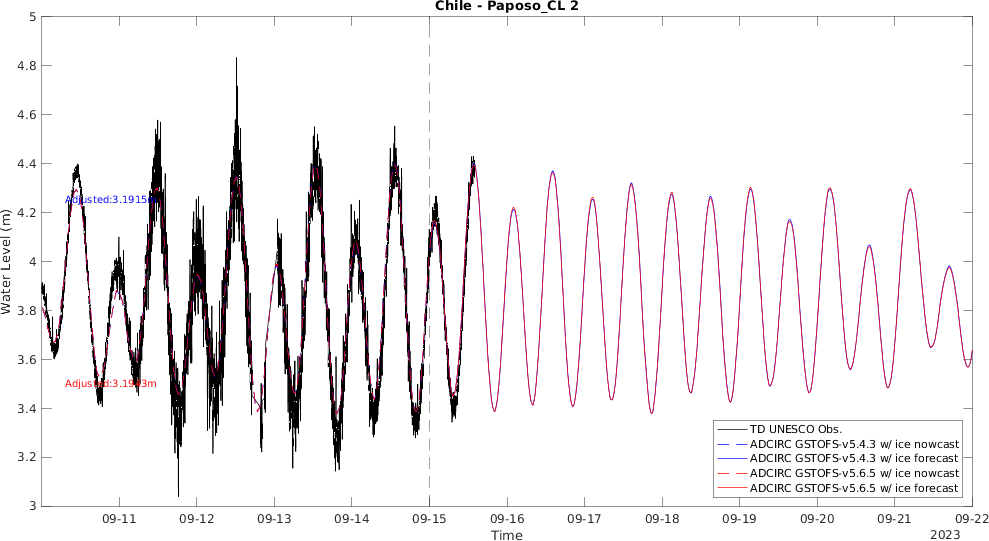 Chile - Paposo_CL 2
5
4.8
4.6
4.4
4.2
4
3.8
3.6
3.4
3.2
3
Water Level (m)
Adjusted:3.1915m
TD UNESCO Obs.
ADCIRC GSTOFS-v5.4.3 w/ ice nowcast
ADCIRC GSTOFS-v5.4.3 w/ ice forecast
ADCIRC GSTOFS-v5.6.5 w/ ice nowcast
ADCIRC GSTOFS-v5.6.5 w/ ice forecast
09-11 09-12 09-13 09-14 09-15 09-16 09-17 09-18 09-19 09-20 09-21 09-22
Time
2023